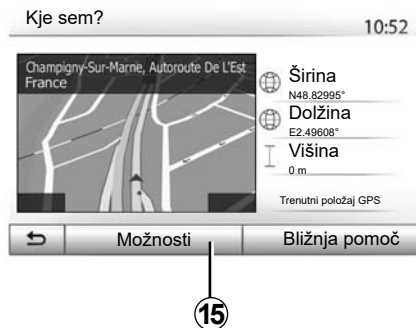 Kje sem?
10:52
Champigny-Sur-Marne, Autoroute De L'Est
France
Širina
N48.82995°
Dolžina
E2.49608°
Višina
0 m
Trenutni položaj GPS
Možnosti
Bližnja pomoč
15